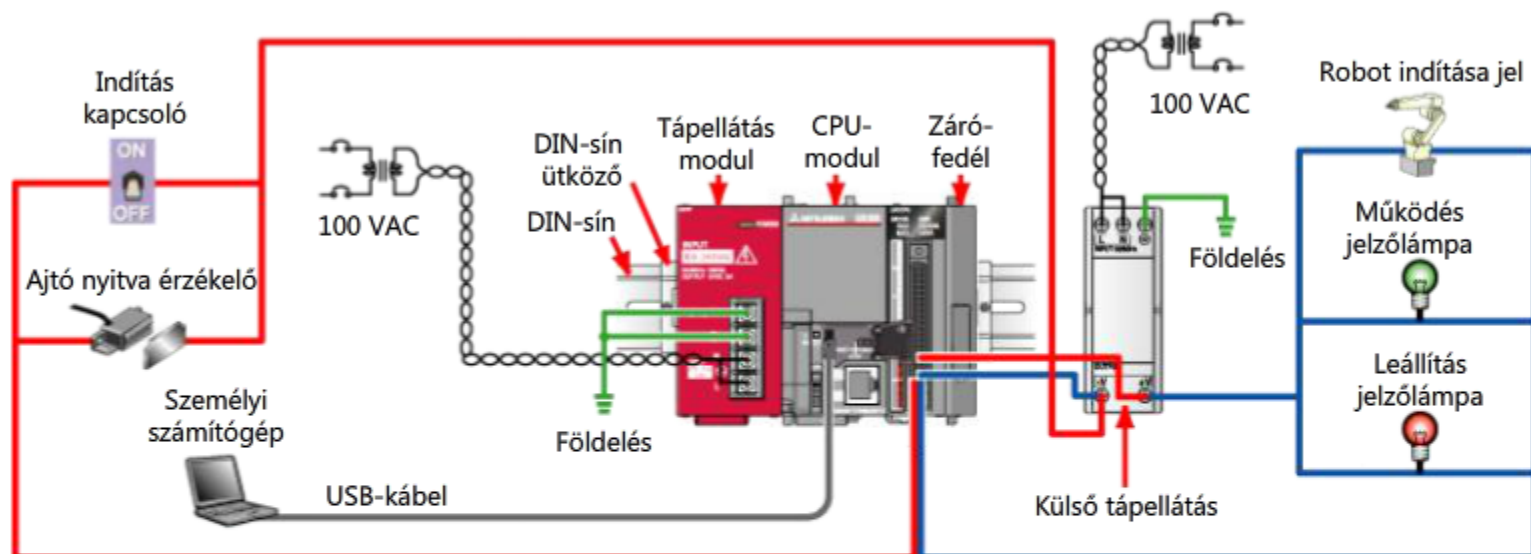 Indítás
kapcsoló
ON
OFF
Ajtó nyitva érzékelő
Személyi
számítógép
USB-kábel
100 VAC
Földelés
DIN-sín
ütköző
DIN-sín
Tápellátás
modul
CPU-
modul
Záró-
fedél
INPUT
100 VAC
L N
Földelés
Külső tápellátás
Robot indítása jel
Működés
jelzőlámpa
Leállítás
jelzőlámpa